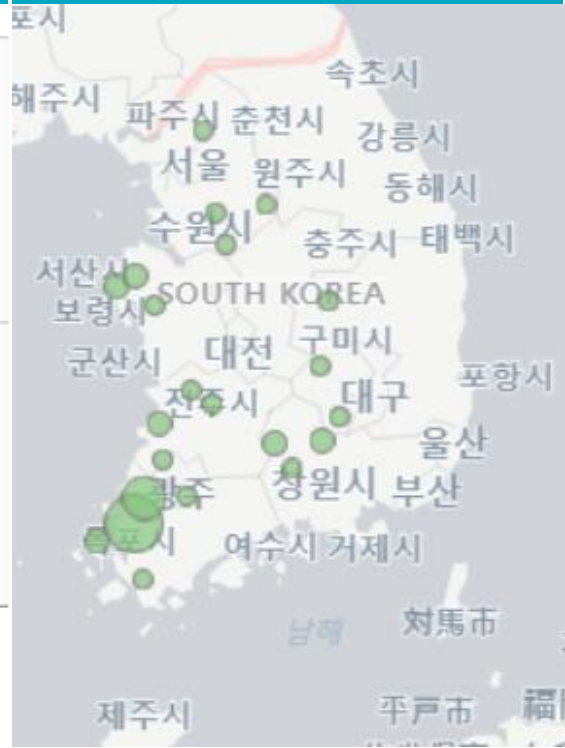 포시
속초시
해주시
파주시 춘천시
강릉시
서울 원주시
동해시
수원시
충주시 태백시
서산시
SOUTH KOREA
보령시
구미시
군산시 대전
포항시
전주시 대구
울산
창원시 부산
광주
목포시 여수시 거제시
남해
対馬市
제주시
平戸市